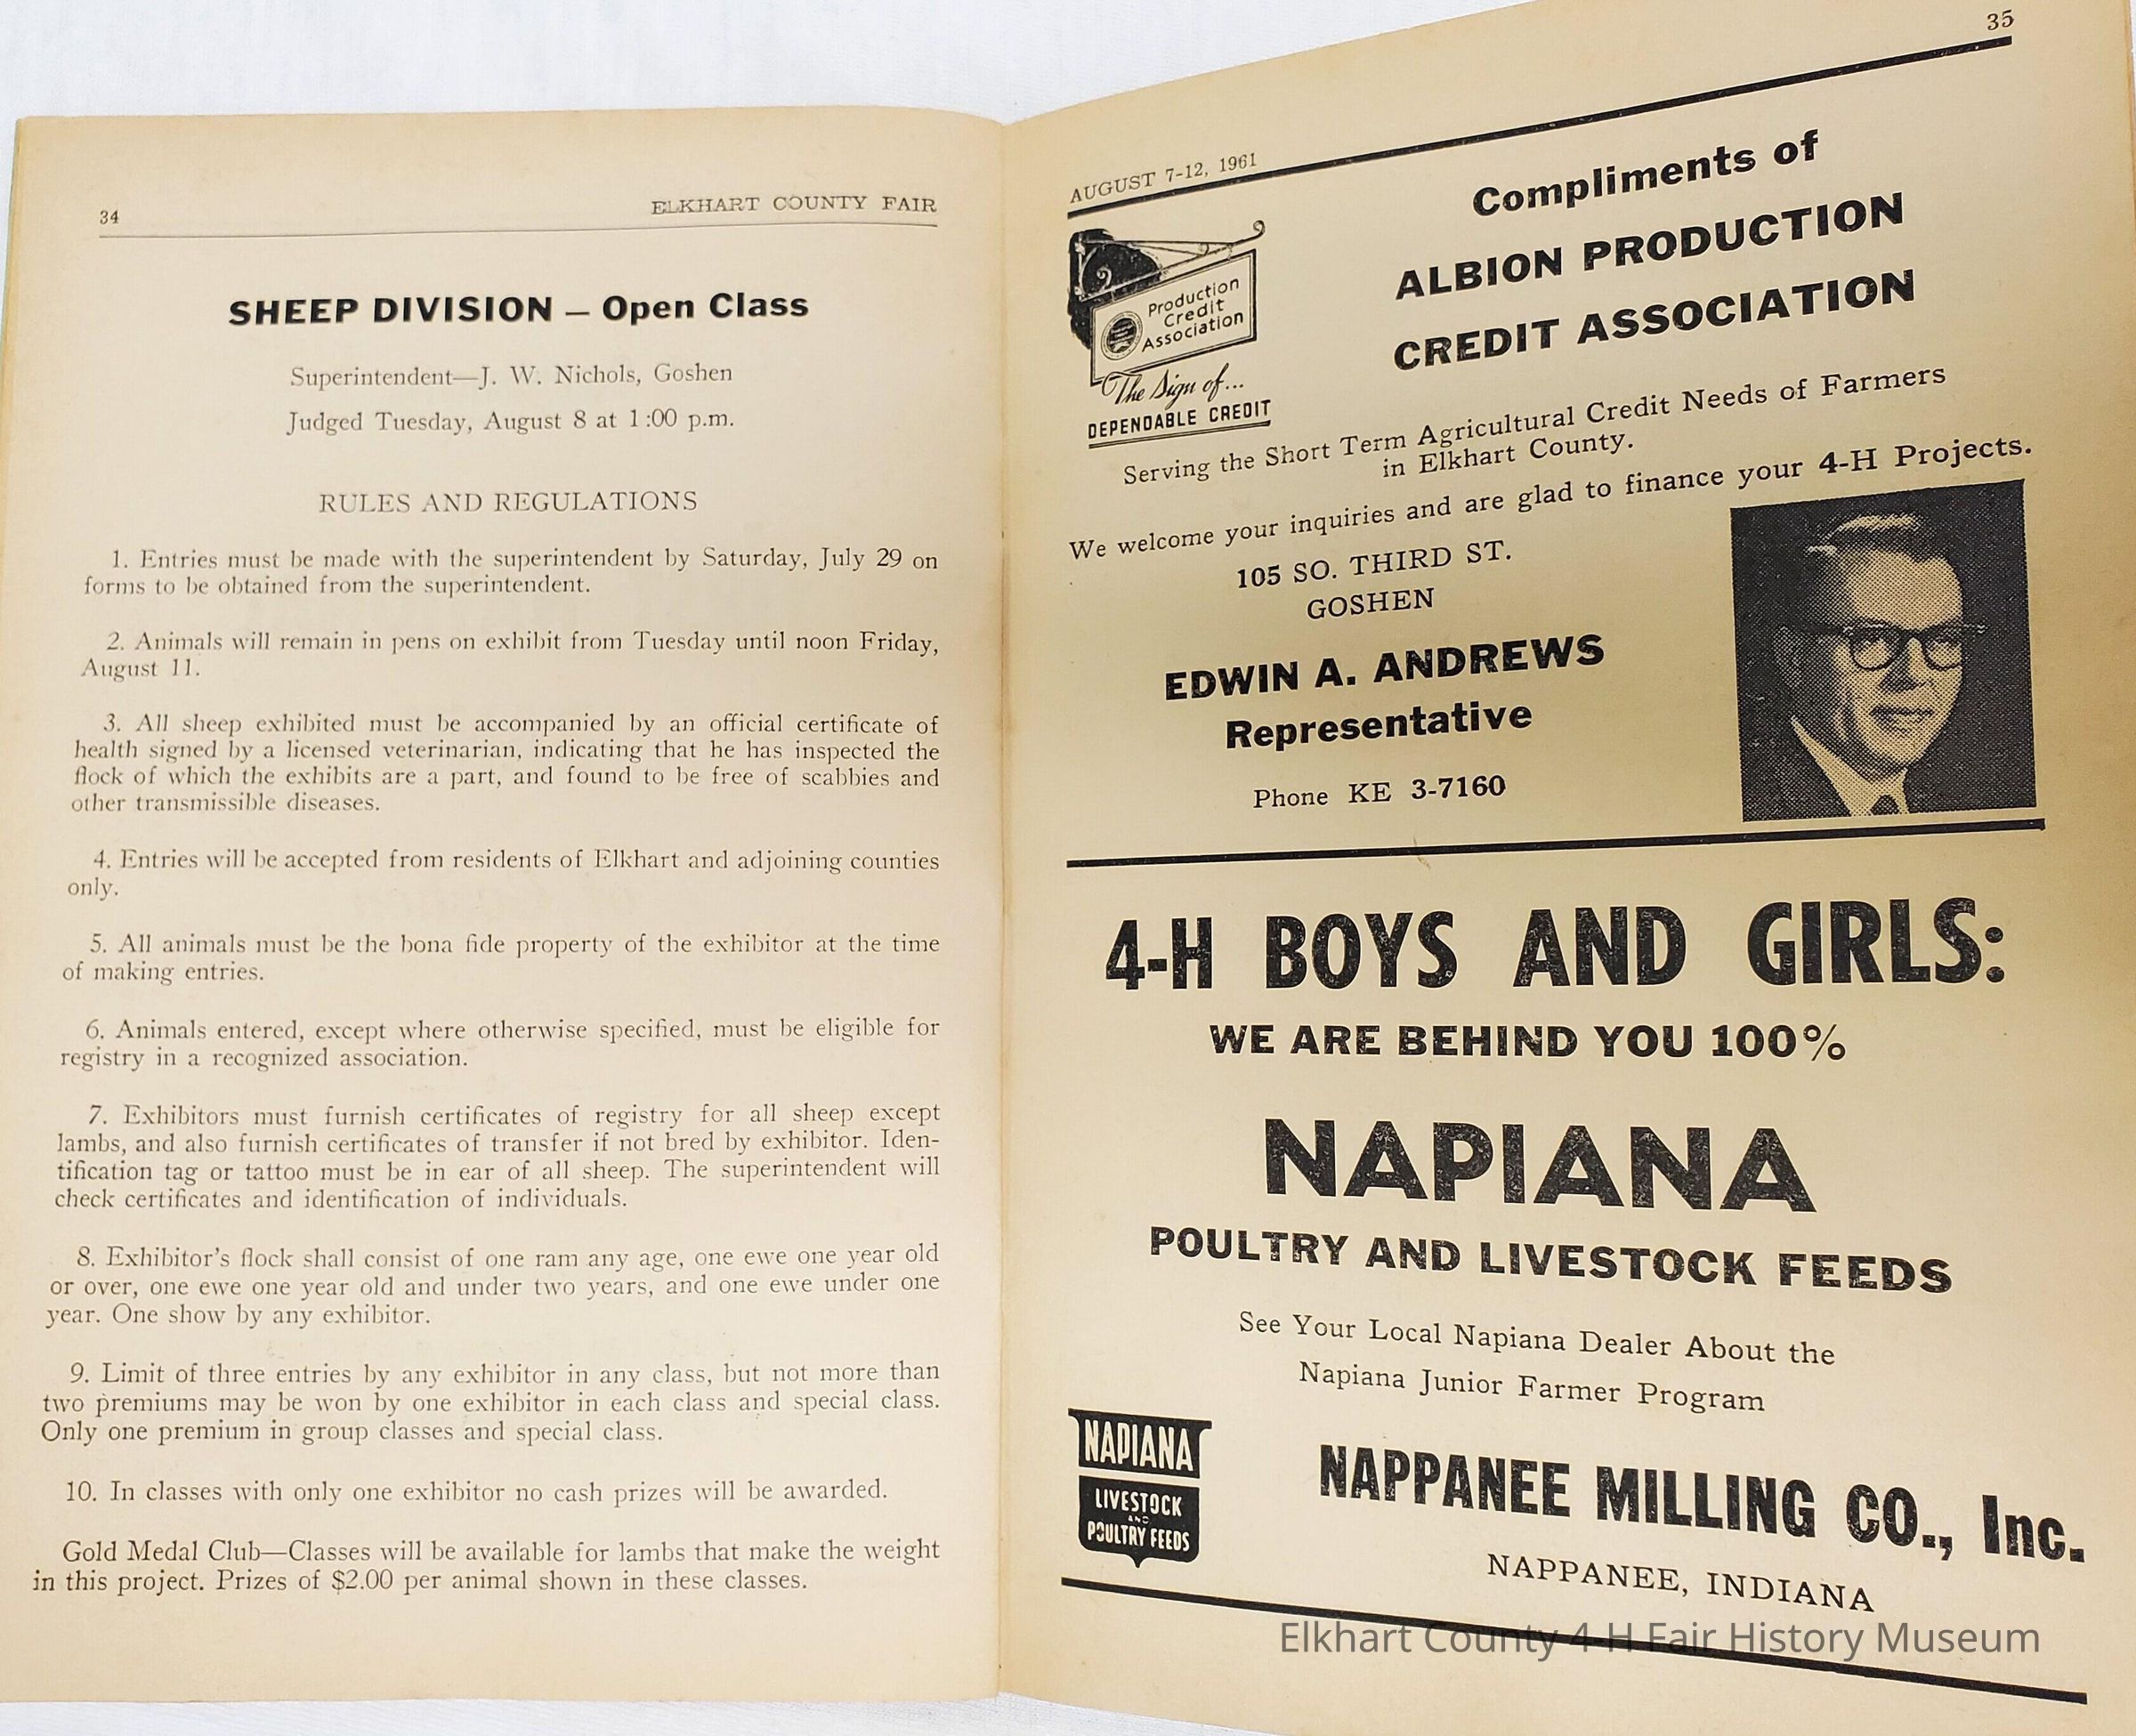 34
ELKHART COUNTY FAIR
SHEEP DIVISION — Open Class
Superintendent—J. W. Nichols, Goshen
Judged Tuesday, August 8 at 1:00 p.m.
RULES AND REGULATIONS
1. Entries must be made with the superintendent by Saturday, July 29 on
forms to be obtained from the superintendent.
2. Animals will remain in pens on exhibit from Tuesday until noon Friday,
August 11.
3. All sheep exhibited must be accompanied by an official certificate of
health signed by a licensed veterinarian, indicating that he has inspected the
flock of which the exhibits are a part, and found to be free of scabbies and
other transmissible diseases.
4. Entries will be accepted from residents of Elkhart and adjoining counties
only.
5. All animals must be the bona fide property of the exhibitor at the time
of making entries.
6. Animals entered, except where otherwise specified, must be eligible for
registry in a recognized association.
7. Exhibitors must furnish certificates of registry for all sheep except
lambs, and also furnish certificates of transfer if not bred by exhibitor. Iden-
tification tag or tattoo must be in ear of all sheep. The superintendent will
check certificates and identification of individuals.
8. Exhibitor's flock shall consist of one ram any age, one ewe one year old
or over, one ewe one year old and under two years, and one ewe under one
year. One show by any exhibitor.
9. Limit of three entries by any exhibitor in any class, but not more than
two premiums may be won by one exhibitor in each class and special class.
Only one premium in group classes and special class.
10. In classes with only one exhibitor no cash prizes will be awarded.
Gold Medal Club—Classes will be available for lambs that make the weight
in this project. Prizes of $2.00 per animal shown in these classes.
AUGUST 7-12, 1961
35
Production
Credit
Association
The Sign of...
DEPENDABLE CREDIT
Compliments of
ALBION PRODUCTION
CREDIT ASSOCIATION
Serving the Short Term Agricultural Credit Needs of Farmers
in Elkhart County.
We welcome your inquiries and are glad to finance your 4-H Projects.
105 SO. THIRD ST.
GOSHEN
EDWIN A. ANDREWS
Representative
Phone KE 3-7160
4-H BOYS AND GIRLS:
WE ARE BEHIND YOU 100%
NAPIANA
POULTRY AND LIVESTOCK FEEDS
See Your Local Napiana Dealer About the
Napiana Junior Farmer Program
NAPIANA
LIVESTOCK
AND
POULTRY FEEDS
NAPPANEE MILLING CO., Inc.
NAPPANEE, INDIANA
Elkhart County 4-H Fair History Museum